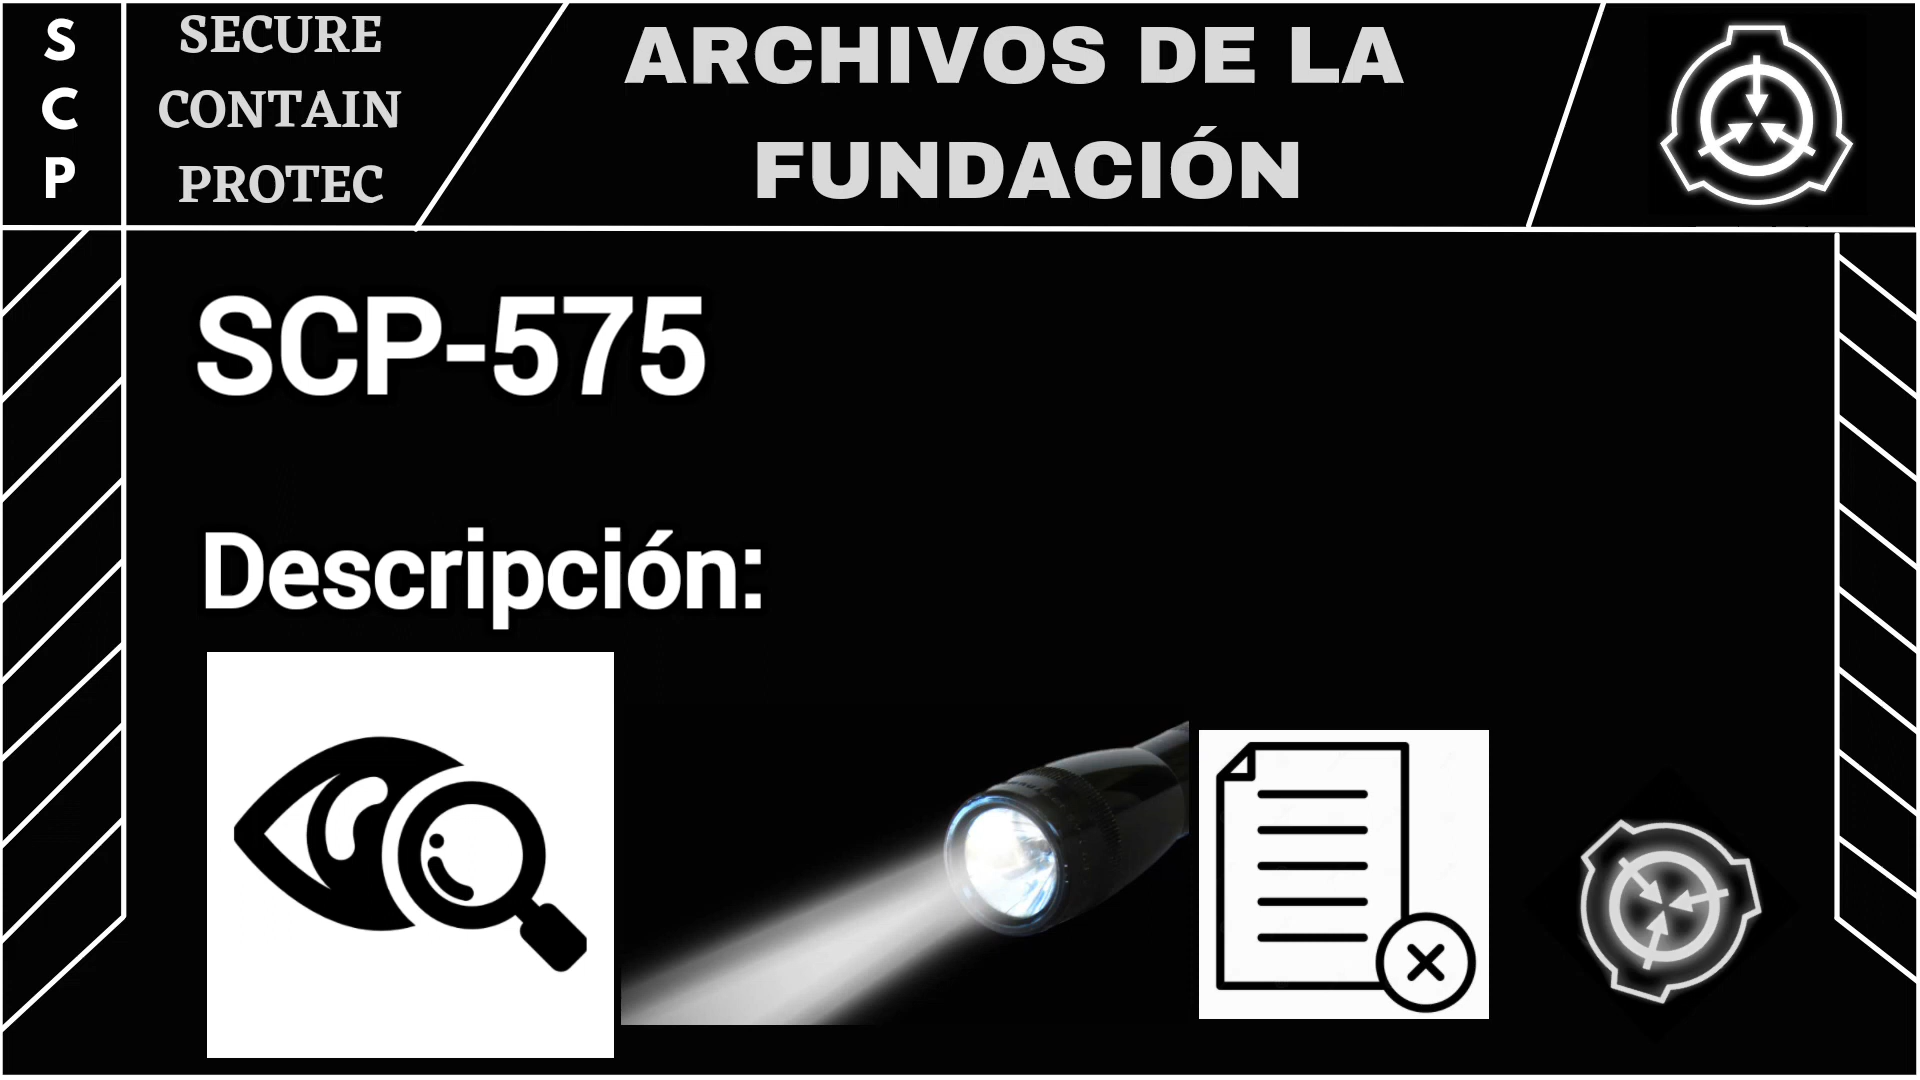 S
C
P
SECURE
CONTAIN
PROTEC
ARCHIVOS DE LA
FUNDACIÓN
SCP-575
Descripción: